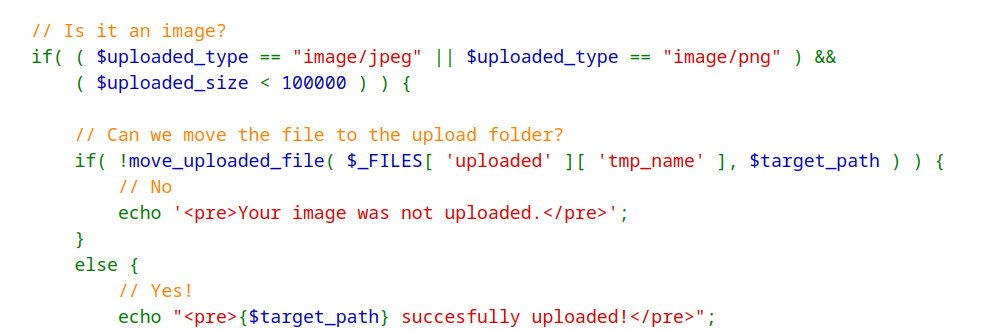 // Is it an image?
if( ( $uploaded_type == "image/jpeg" || $uploaded_type == "image/png" ) &&
( $uploaded_size < 100000 ) ) {
// Can we move the file to the upload folder?
if( !move_uploaded_file( $_FILES[ 'uploaded' ][ 'tmp_name' ], $target_path ) ) {
// No
echo '<pre>Your image was not uploaded.</pre>';
}
else {
// Yes!
echo "<pre>{$target_path} succesfully uploaded!</pre>";